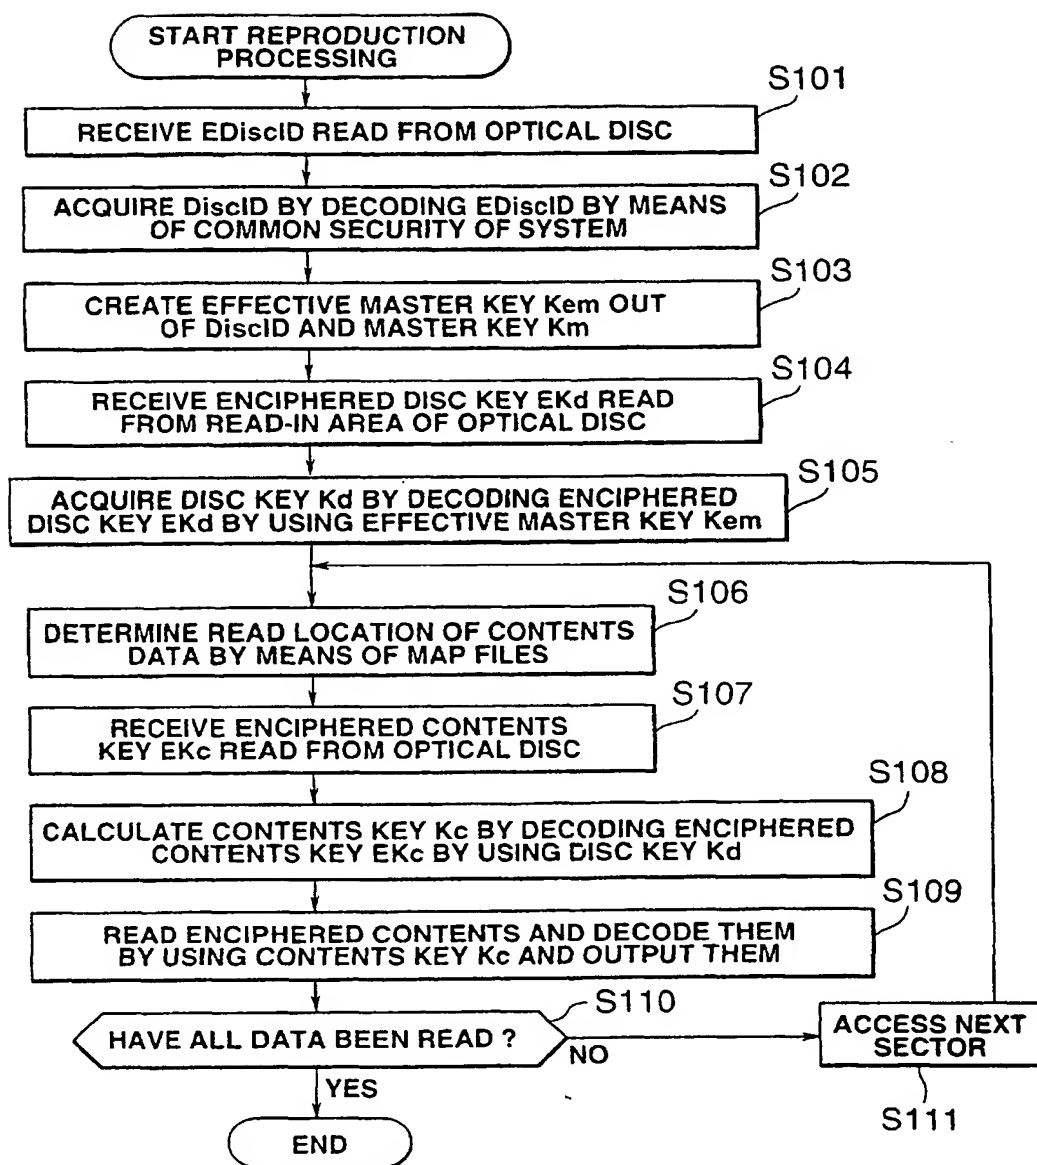 START REPRODUCTION
PROCESSING
S101
RECEIVE EDiscID READ FROM OPTICAL DISC
S102
ACQUIRE DiscID BY DECODING EDiscID BY MEANS
OF COMMON SECURITY OF SYSTEM
S103
CREATE EFFECTIVE MASTER KEY Kem OUT
OF DiscID AND MASTER KEY Km
S104
RECEIVE ENCIPHERED DISC KEY EKd READ
FROM READ-IN AREA OF OPTICAL DISC
S105
ACQUIRE DISC KEY Kd BY DECODING ENCIPHERED
DISC KEY EKd BY USING EFFECTIVE MASTER KEY Kem
S106
DETERMINE READ LOCATION OF CONTENTS
DATA BY MEANS OF MAP FILES
S107
RECEIVE ENCIPHERED CONTENTS
KEY EKc READ FROM OPTICAL DISC
S108
CALCULATE CONTENTS KEY Kc BY DECODING ENCIPHERED
CONTENTS KEY EKc BY USING DISC KEY Kd
S109
READ ENCIPHERED CONTENTS AND DECODE THEM
BY USING CONTENTS KEY Kc AND OUTPUT THEM
S110
HAVE ALL DATA BEEN READ ?
NO
ACCESS NEXT
SECTOR
S111
YES
END